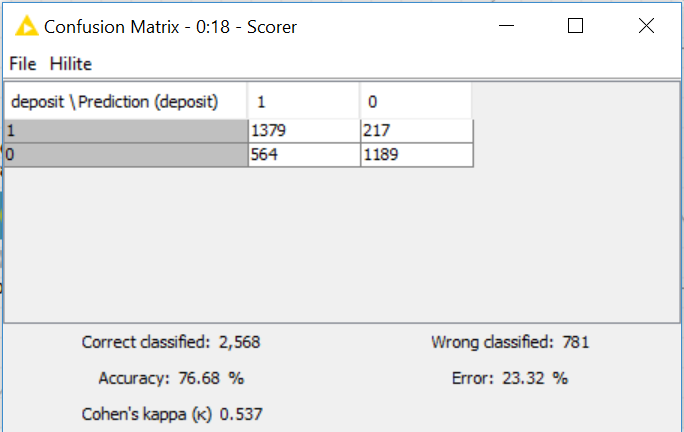 Confusion Matrix - 0:18 - Scorer
File Hilite
deposit \ Prediction (deposit) 1 0
1 1379 217
0 564 1189
Correct classified: 2,568 Wrong classified: 781
Accuracy: 76.68 % Error: 23.32 %
Cohen's kappa (κ) 0.537